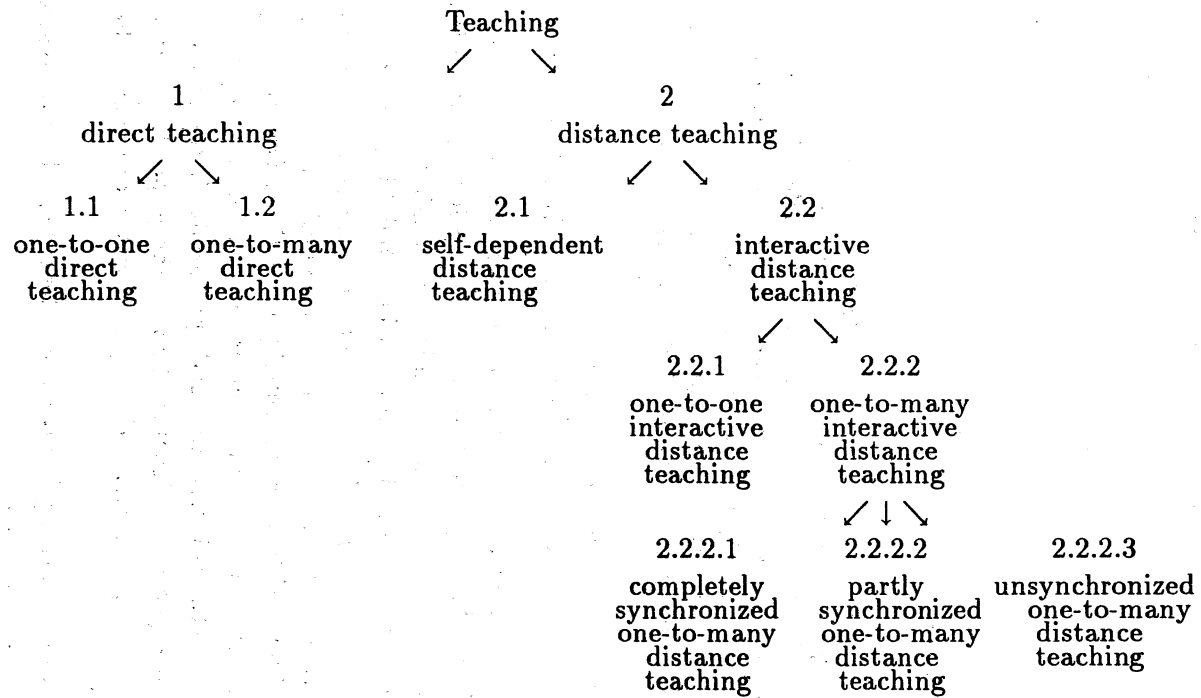 Teaching
1
direct teaching
2
distance teaching
1.1
one-to-one
direct
teaching
1.2
one-to-many
direct
teaching
2.1
self-dependent
distance
teaching
2.2
interactive
distance
teaching
2.2.1
one-to-one
interactive
distance
teaching
2.2.2
one-to-many
interactive
distance
teaching
2.2.2.1
completely
synchronized
one-to-many
distance
teaching
2.2.2.2
partly
synchronized
one-to-many
distance
teaching
2.2.2.3
unsynchronized
one-to-many
distance
teaching